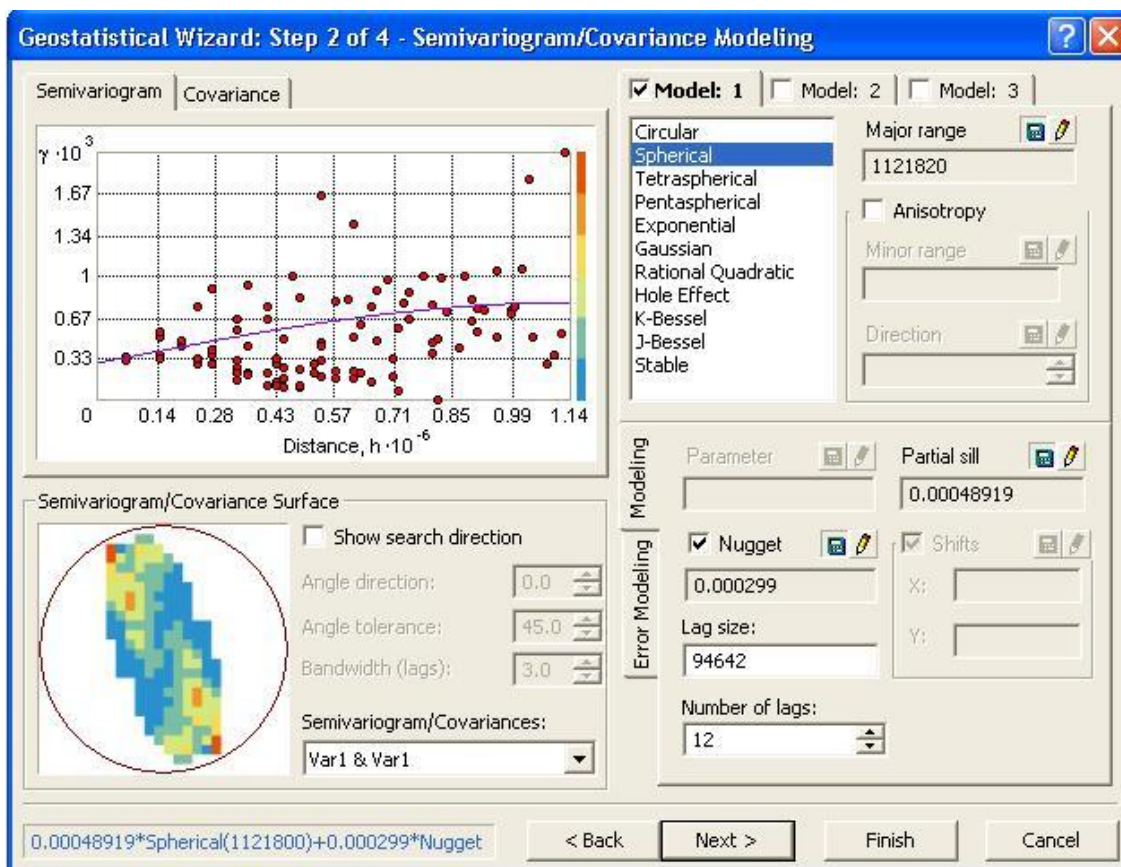 Geostatistical Wizard: Step 2 of 4 - Semivariogram/Covariance Modeling
Semivariogram
Covariance
γ ·10 3
1.67
1.34
1
0.67
0.33
0 0.14 0.28 0.43 0.57 0.71 0.85 0.99 1.14
Distance, h ·10 -6
Semivariogram/Covariance Surface
Show search direction
Angle direction: 0.0
Angle tolerance: 45.0
Bandwidth (lags): 3.0
Semivariogram/Covariances:
Var1 & Var1
Model: 1
Model: 2
Model: 3
Circular
Spherical
Tetraspherical
Pentaspherical
Exponential
Gaussian
Rational Quadratic
Hole Effect
K-Bessel
J-Bessel
Stable
Major range
1121820
Anisotropy
Minor range
Direction
Modeling
Error Modeling
Parameter
Partial sill
0.00048919
Nugget
0.000299
Shifts
X:
Y:
Lag size:
94642
Number of lags:
12
0.00048919*Spherical(1121800)+0.000299*Nugget
< Back
Next >
Finish
Cancel